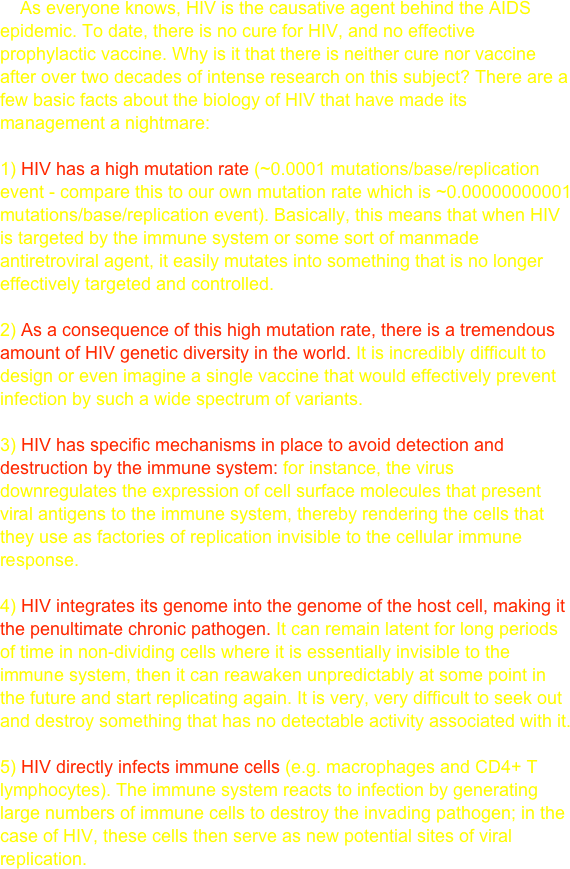 As everyone knows, HIV is the causative agent behind the AIDS
epidemic. To date, there is no cure for HIV, and no effective
prophylactic vaccine. Why is it that there is neither cure nor vaccine
after over two decades of intense research on this subject? There are a
few basic facts about the biology of HIV that have made its
management a nightmare:
1) HIV has a high mutation rate (~0.0001 mutations/base/replication
event - compare this to our own mutation rate which is ~0.00000000001
mutations/base/replication event). Basically, this means that when HIV
is targeted by the immune system or some sort of manmade
antiretroviral agent, it easily mutates into something that is no longer
effectively targeted and controlled.
2) As a consequence of this high mutation rate, there is a tremendous
amount of HIV genetic diversity in the world. It is incredibly difficult to
design or even imagine a single vaccine that would effectively prevent
infection by such a wide spectrum of variants.
3) HIV has specific mechanisms in place to avoid detection and
destruction by the immune system: for instance, the virus
downregulates the expression of cell surface molecules that present
viral antigens to the immune system, thereby rendering the cells that
they use as factories of replication invisible to the cellular immune
response.
4) HIV integrates its genome into the genome of the host cell, making it
the penultimate chronic pathogen. It can remain latent for long periods
of time in non-dividing cells where it is essentially invisible to the
immune system, then it can reawaken unpredictably at some point in
the future and start replicating again. It is very, very difficult to seek out
and destroy something that has no detectable activity associated with it.
5) HIV directly infects immune cells (e.g. macrophages and CD4+ T
lymphocytes). The immune system reacts to infection by generating
large numbers of immune cells to destroy the invading pathogen; in the
case of HIV, these cells then serve as new potential sites of viral
replication.